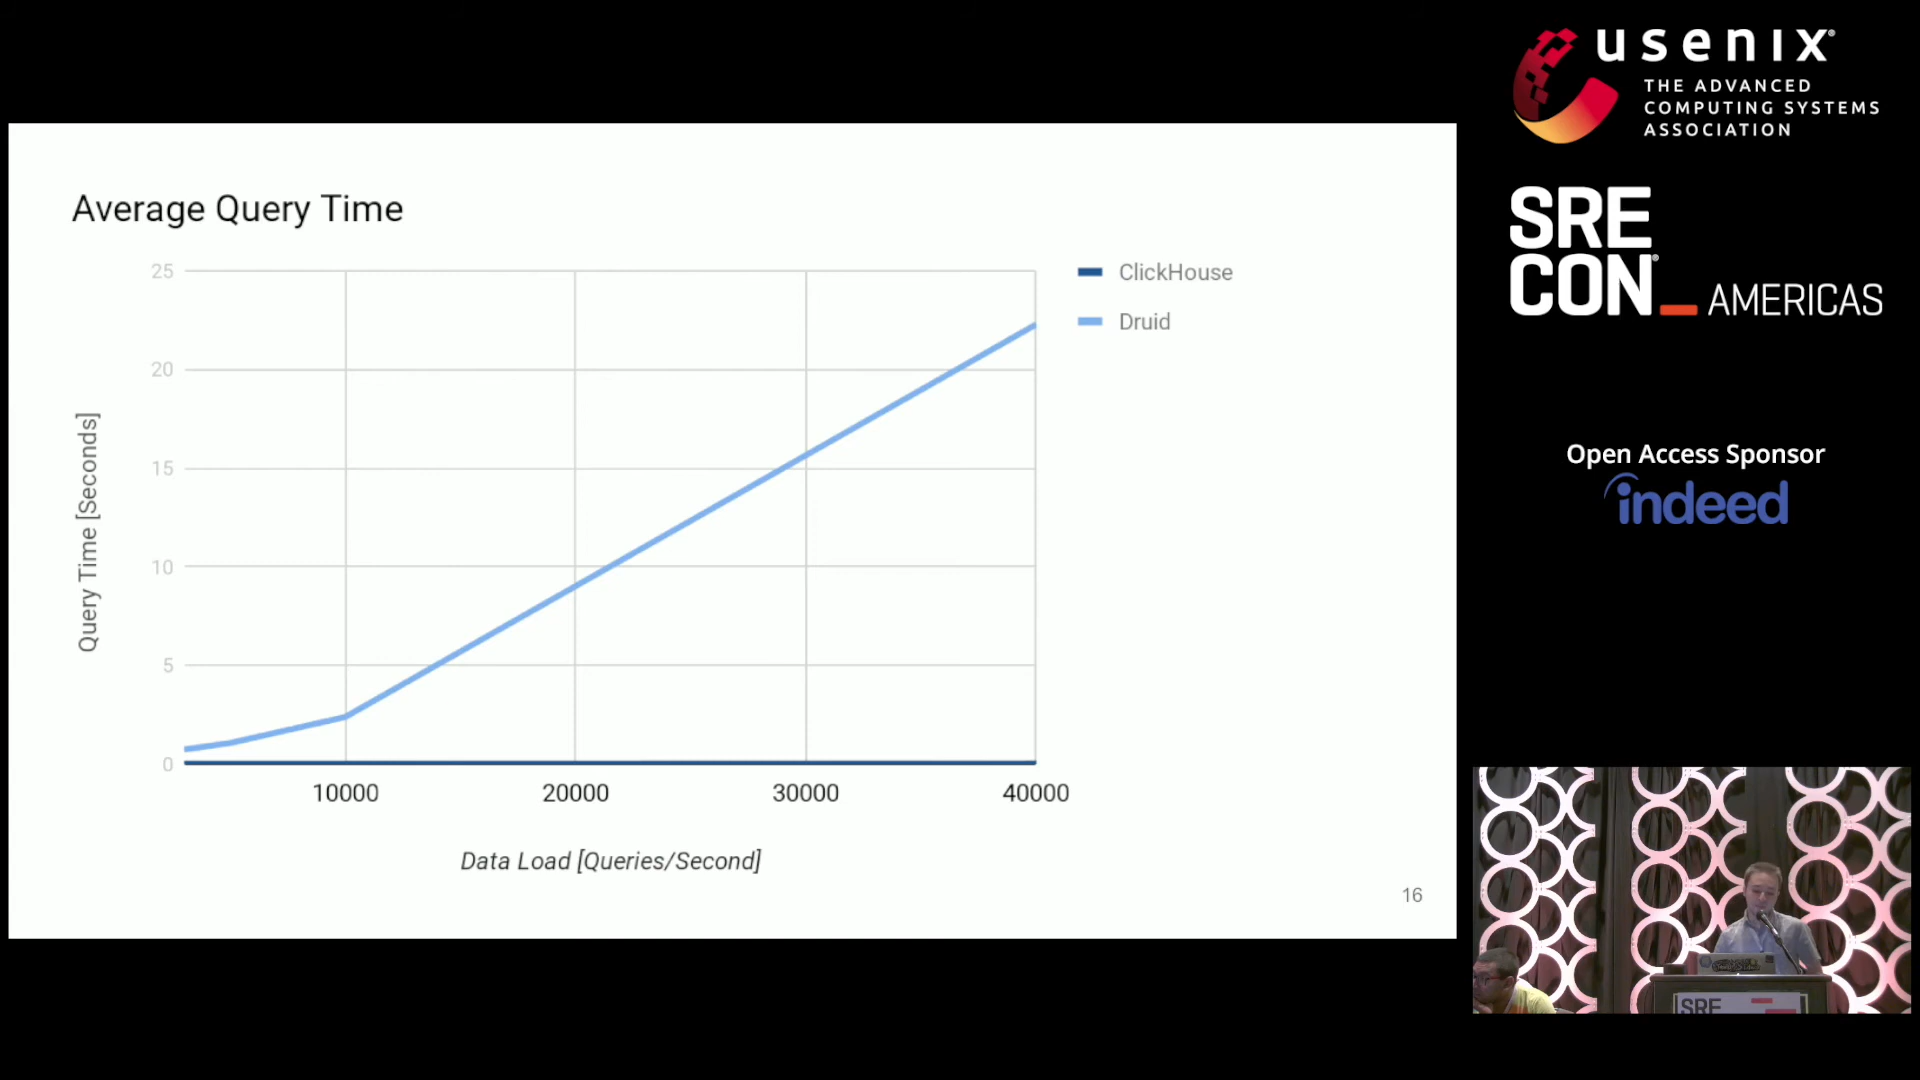 Average Query Time
25
20
15
10
5
0
Query Time [Seconds]
10000
20000
30000
40000
Data Load [Queries/Second]
ClickHouse
Druid
16
usenix®
THE ADVANCED
COMPUTING SYSTEMS
ASSOCIATION
SRE
CON®_AMERICAS
Open Access Sponsor
indeed
SRE